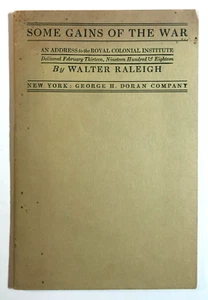 SOME GAINS OF THE WAR
AN ADDRESS to the ROYAL COLONIAL INSTITUTE
Delivered February Thirteen, Nineteen Hundred & Eighteen
By WALTER RALEIGH
NEW YORK: GEORGE H. DORAN COMPANY